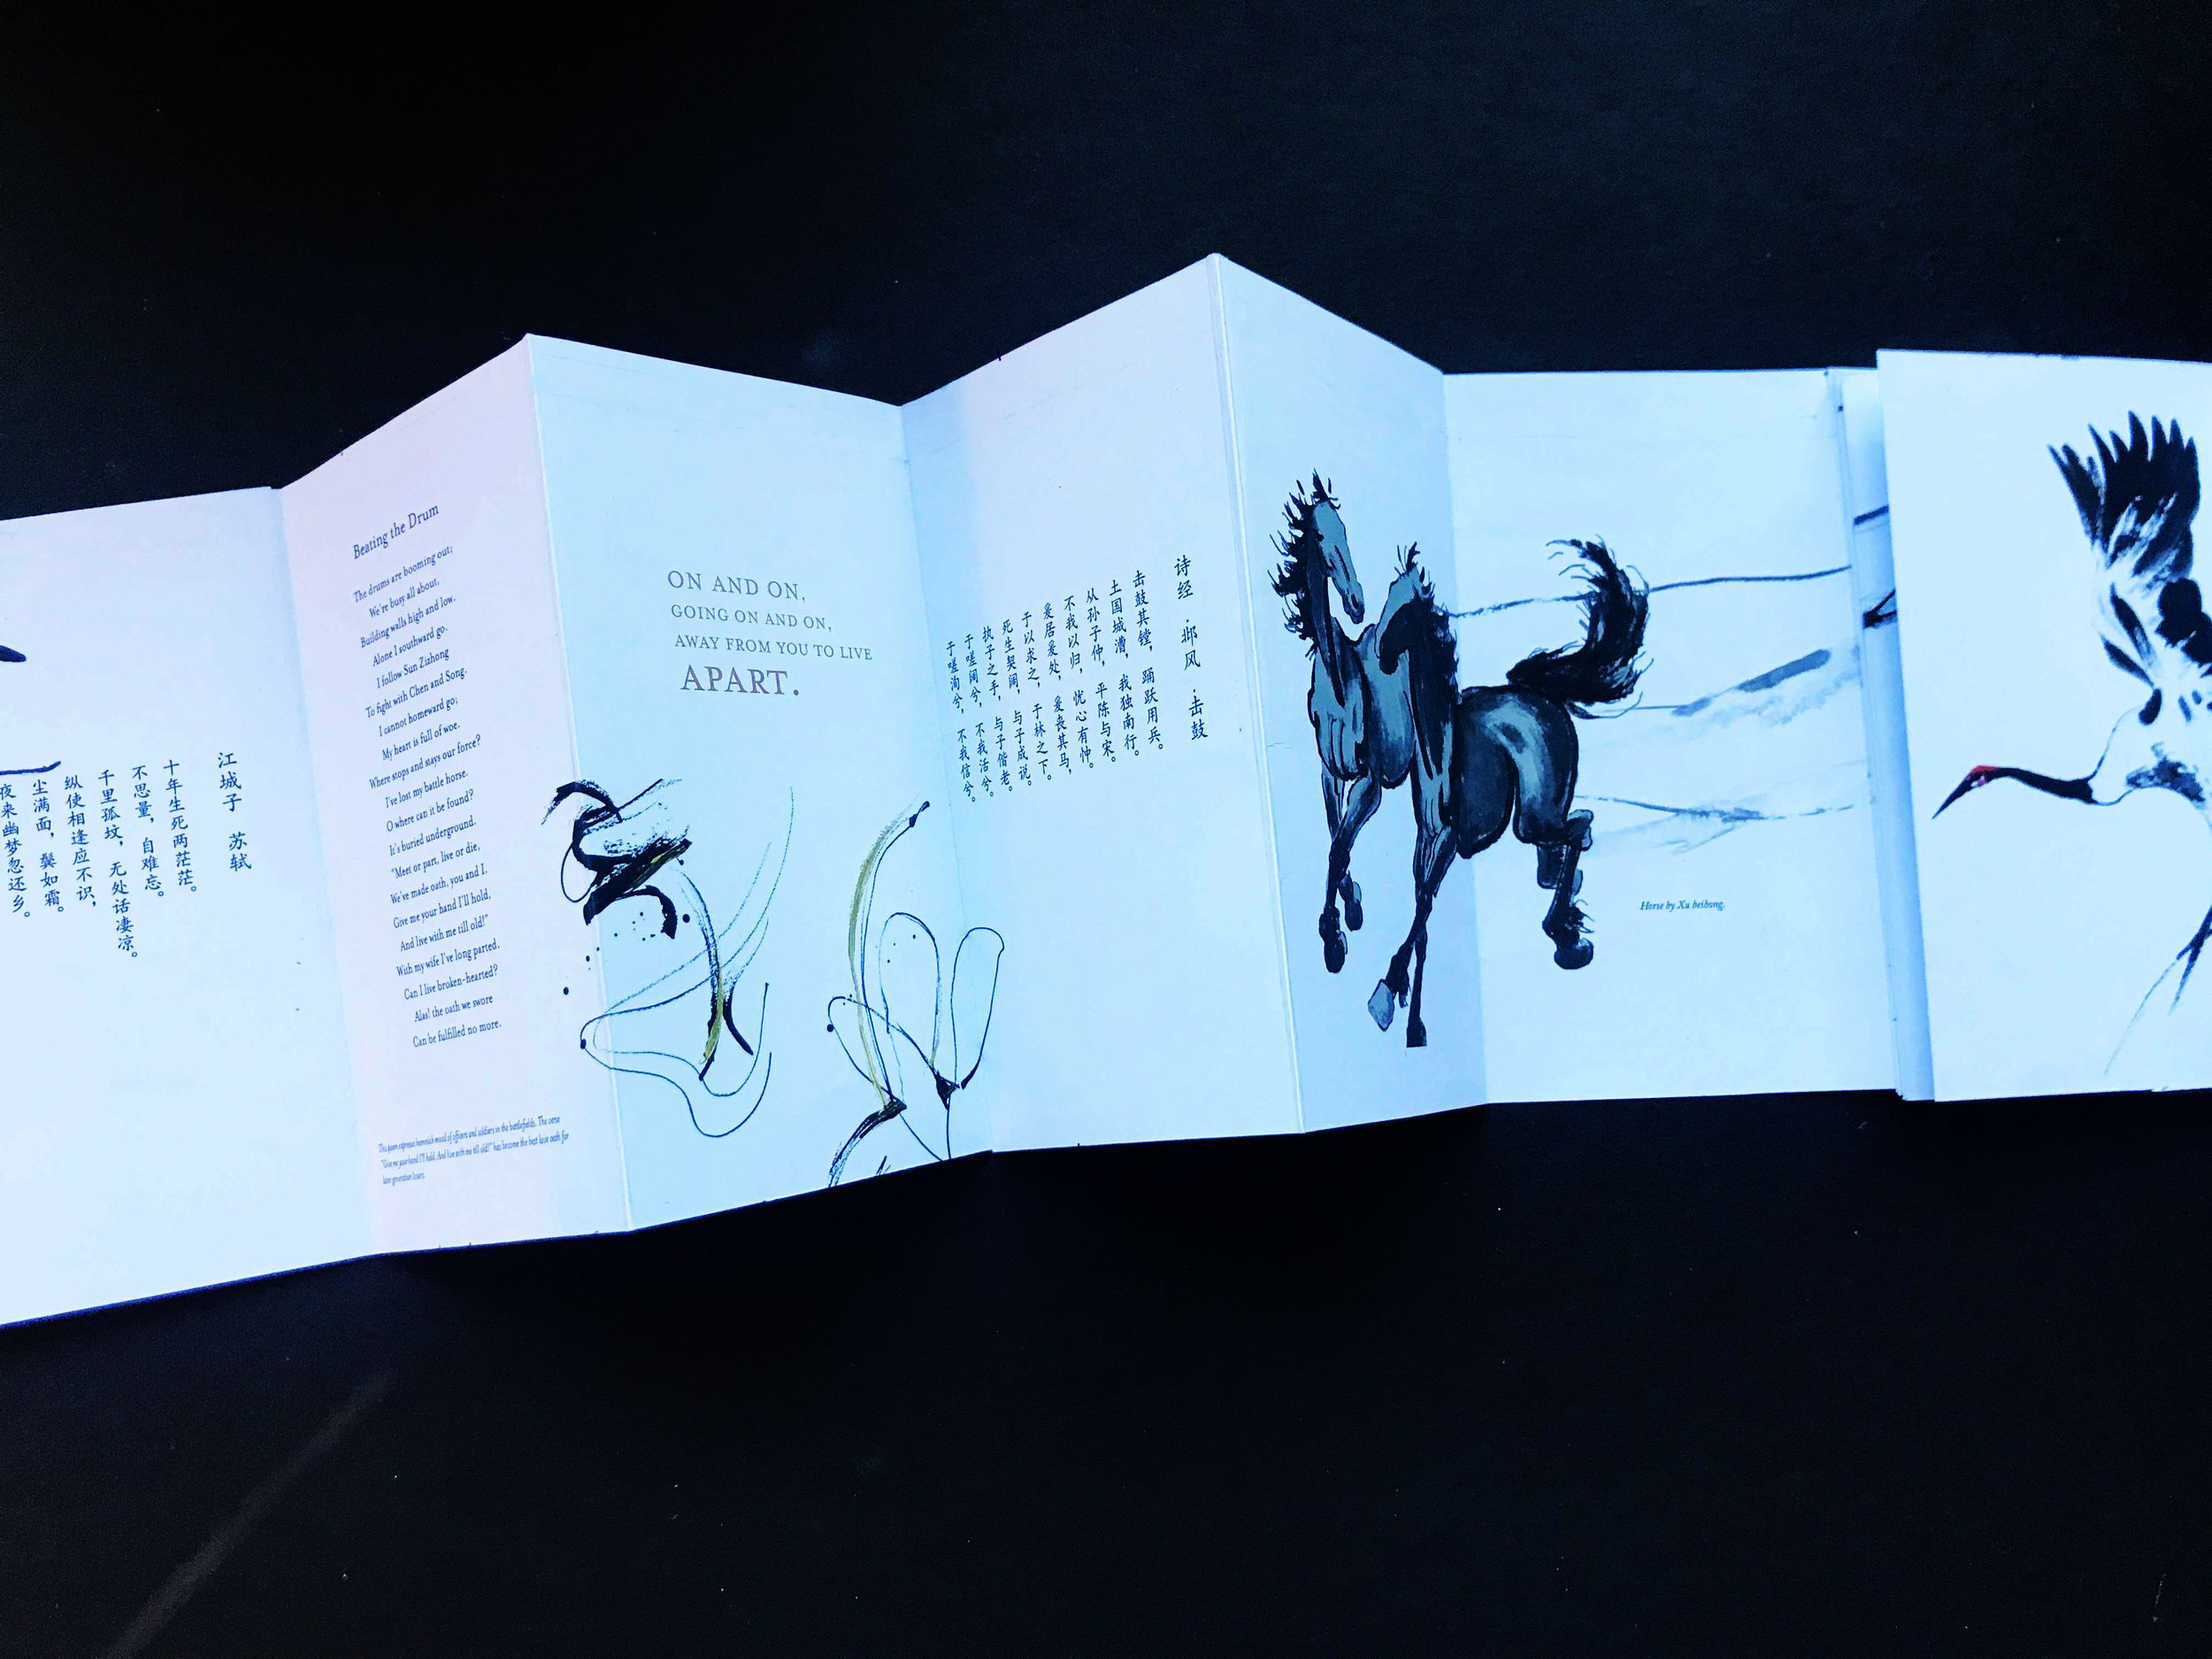 江城子 苏轼
十年生死两茫茫。
不思量，自难忘。
千里孤坟，无处话凄凉。
纵使相逢应不识，
尘满面，鬓如霜。
夜来幽梦忽还乡。
Beating the Drum
The drums are booming out;
We're busy all about,
Building walls high and low.
Alone I southward go.
I follow Sun Zizhong
To fight with Chen and Song.
I cannot homeward go;
My heart is full of woe.
Where stops and stays our force?
I've lost my battle horse.
O where can it be found?
It's buried underground.
"Meet or part, live or die,
We've made oath, you and I,
Give me your hand I'll hold,
And live with me till old!"
With my wife I've long parted.
Can I live broken-hearted?
Alas! the oath we swore
Can be fulfilled no more.
This poem expresses homesick mood of officers and soldiers in the battlefields. The verse
"Give me your hand I'll hold, And live with me till old!" has become the best love oath for
generation lovers.
ON AND ON,
GOING ON AND ON,
AWAY FROM YOU TO LIVE
APART.
诗经 .邶风 .击鼓
击鼓其镗，踊跃用兵。
土国城漕，我独南行。
从孙子仲，平陈与宋。
不我以归，忧心有忡。
爰居爰处，爰丧其马，
于以求之，于林之下。
死生契阔，与子成说。
执子之手，与子偕老。
于嗟阔兮，不我活兮。
于嗟洵兮，不我信兮。
Horse by Xu beihong.